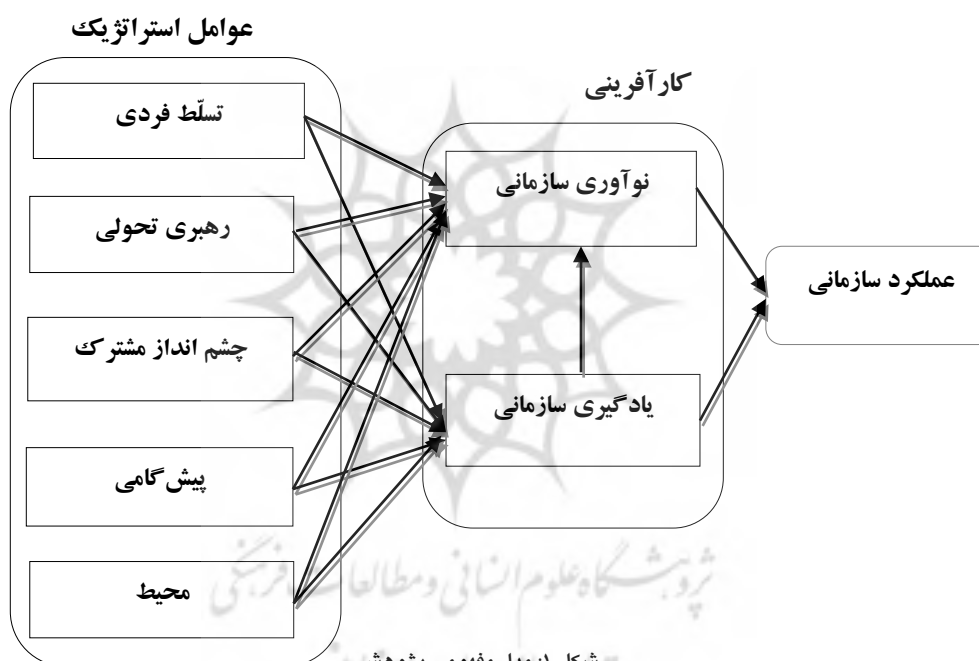 عوامل استراتژیک
تسلّط فردی
رهبری تحولی
چشم انداز مشترک
پیش‌گامی
محیط
کارآفرینی
نوآوری سازمانی
یادگیری سازمانی
عملکرد سازمانی
پژوهشگاه علوم انسانی و مطالعات فرهنگی